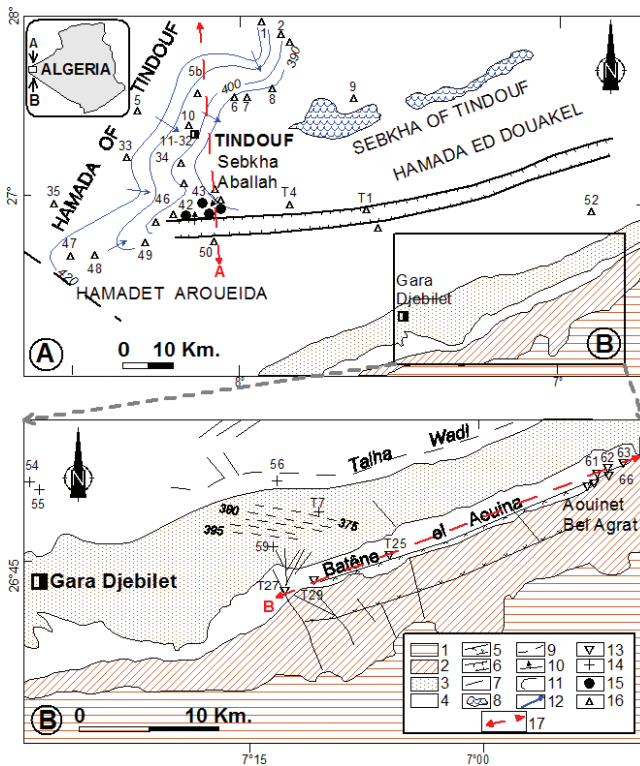 28°
A
ALGERIA
B
HAMADA OF TINDOUF
1
2
390
5b
400
5
6 7
8
9
10
11-32
N
SEBKHA OF TINDOUF
HAMADA ED DOUAKEL
TINDOUF
Sebkha
Aballah
33
34
27°
35
43
42
46
T4
T1
52
47
48
49
50
A
420
HAMADET AROUEIDA
Gara
Djebilet
A
0 10 Km.
B
8°
7°
N
Talha Wadi
54
55
56
T7
380
395
375
59
61
62
63
66
Aouinet
Bel Agrat
Batêne el Aouina
T25
26°45
Gara Djebilet
T27
B
T29
1 5 9 13
2 6 10 14
3 7 11 15
4 8 12 16
17
B
0 10 Km.
7°15
7°00